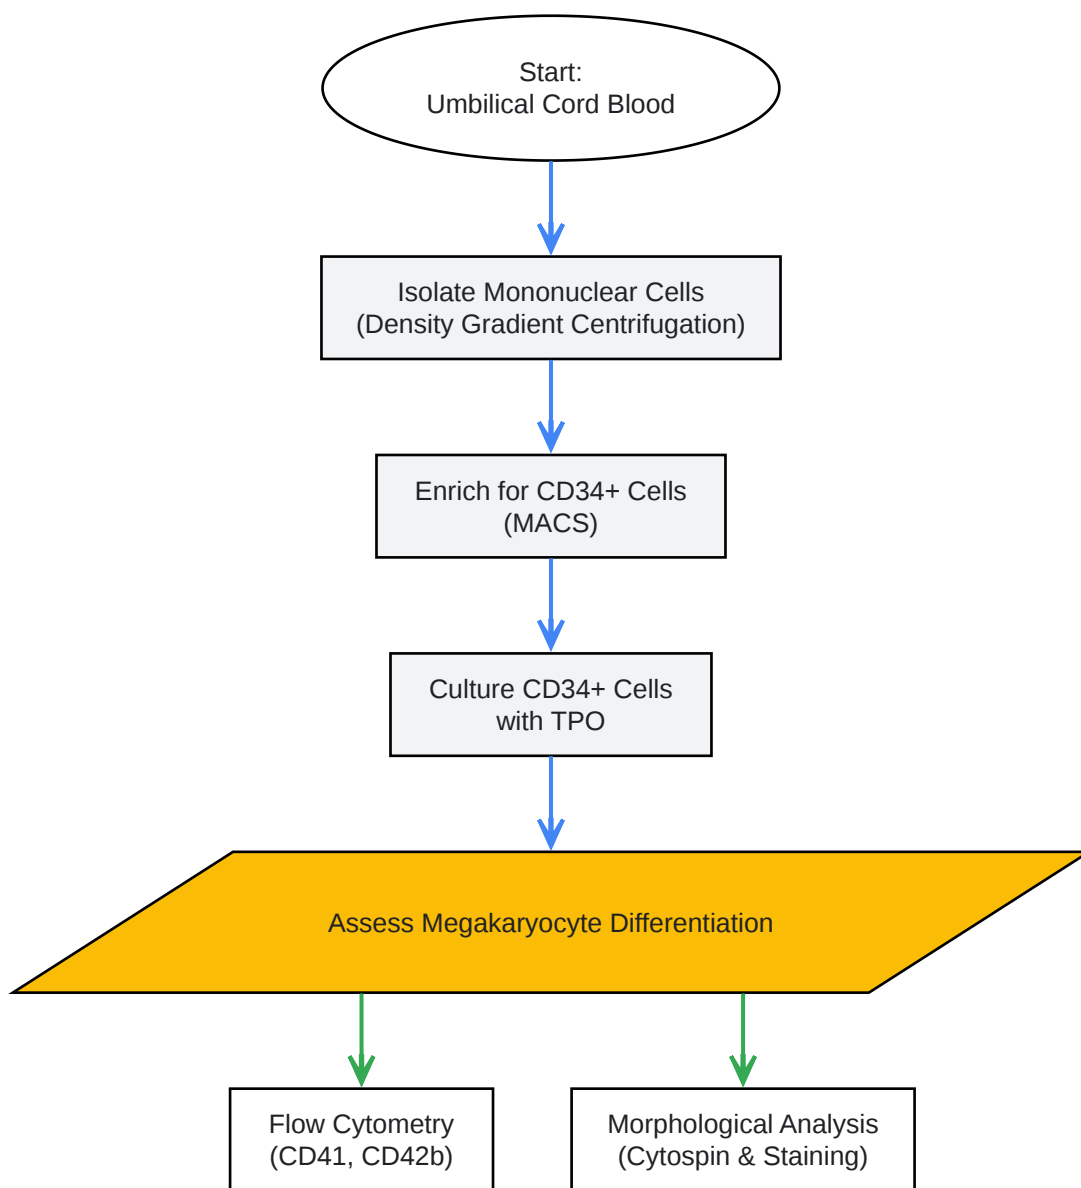 Start:
Umbilical Cord Blood
Isolate Mononuclear Cells
(Density Gradient Centrifugation)
Enrich for CD34+ Cells
(MACS)
Culture CD34+ Cells
with TPO
Assess Megakaryocyte Differentiation
Flow Cytometry
(CD41, CD42b)
Morphological Analysis
(Cytospin & Staining)